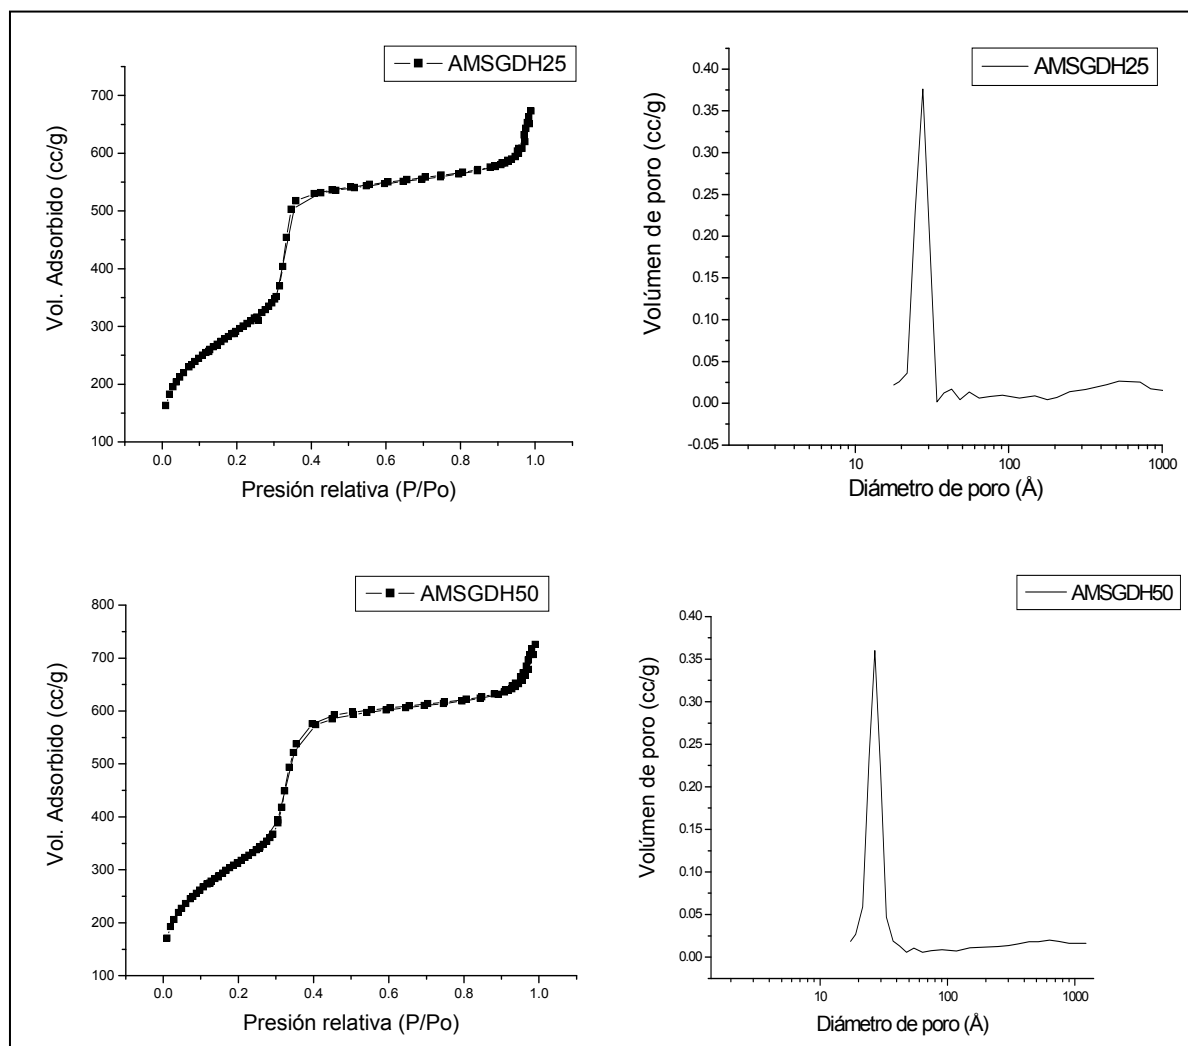 AMSGDH25
Vol. Adsorbido (cc/g)
700
600
500
400
300
200
100
0.0 0.2 0.4 0.6 0.8 1.0
Presión relativa (P/Po)
AMSGDH25
Volúmen de poro (cc/g)
0.40
0.35
0.30
0.25
0.20
0.15
0.10
0.05
0.00
-0.05
10 100 1000
Diámetro de poro (Å)
AMSGDH50
Vol. Adsorbido (cc/g)
800
700
600
500
400
300
200
100
0.0 0.2 0.4 0.6 0.8 1.0
Presión relativa (P/Po)
AMSGDH50
Volúmen de poro (cc/g)
0.40
0.35
0.30
0.25
0.20
0.15
0.10
0.05
0.00
10 100 1000
Diámetro de poro (Å)